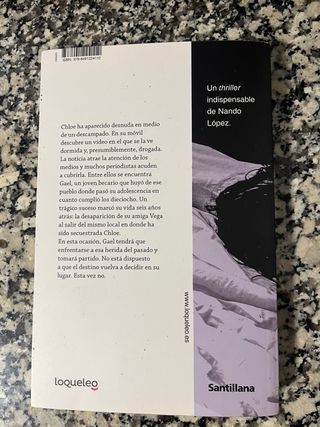 Un thriller
indispensable
de Nando
López.
Chloe ha aparecido desnuda en medio
de un descampado. En su móvil
descubre un vídeo en el que se la ve
dormida y, presumiblemente, drogada.
La noticia atrae la atención de los
medios y muchos periodistas acuden
a cubrirla. Entre ellos se encuentra
Gael, un joven becario que huyó de ese
pueblo donde pasó su adolescencia en
cuanto cumplió los dieciocho. Un
trágico suceso marcó su vida seis años
atrás: la desaparición de su amiga Vega
al salir del mismo local en donde ha
sido secuestrada Chloe.
En esta ocasión, Gael tendrá que
enfrentarse a esa herida del pasado y
tomará partido. No está dispuesto
a que el destino vuelva a decidir en su
lugar. Esta vez no.
www.loqueleo.es
loqueleo
Santillana